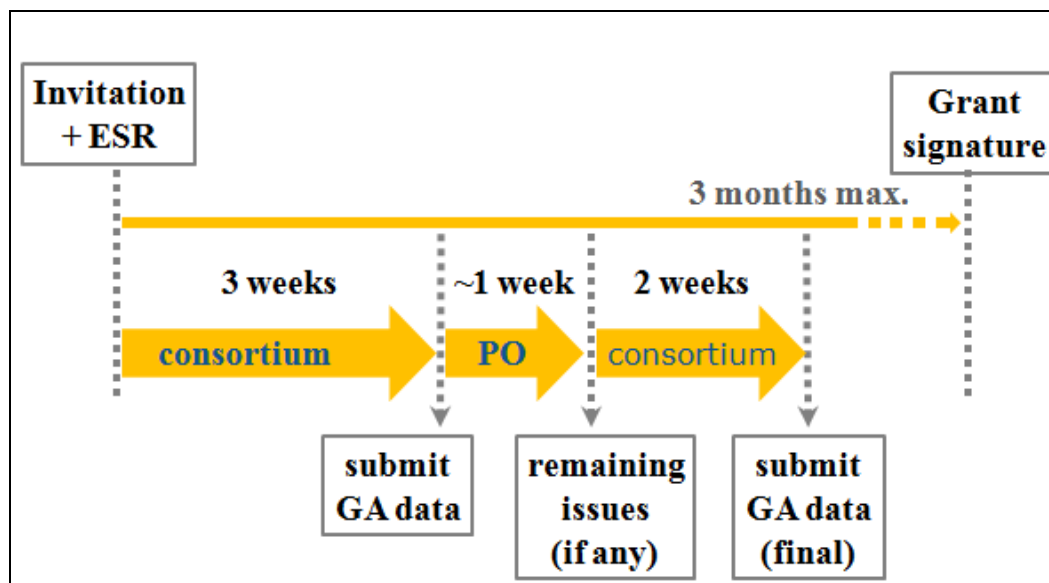 Invitation
+ ESR
Grant
signature
3 months max.
3 weeks
~1 week
2 weeks
consortium
PO
consortium
submit
GA data
remaining
issues
(if any)
submit
GA data
(final)